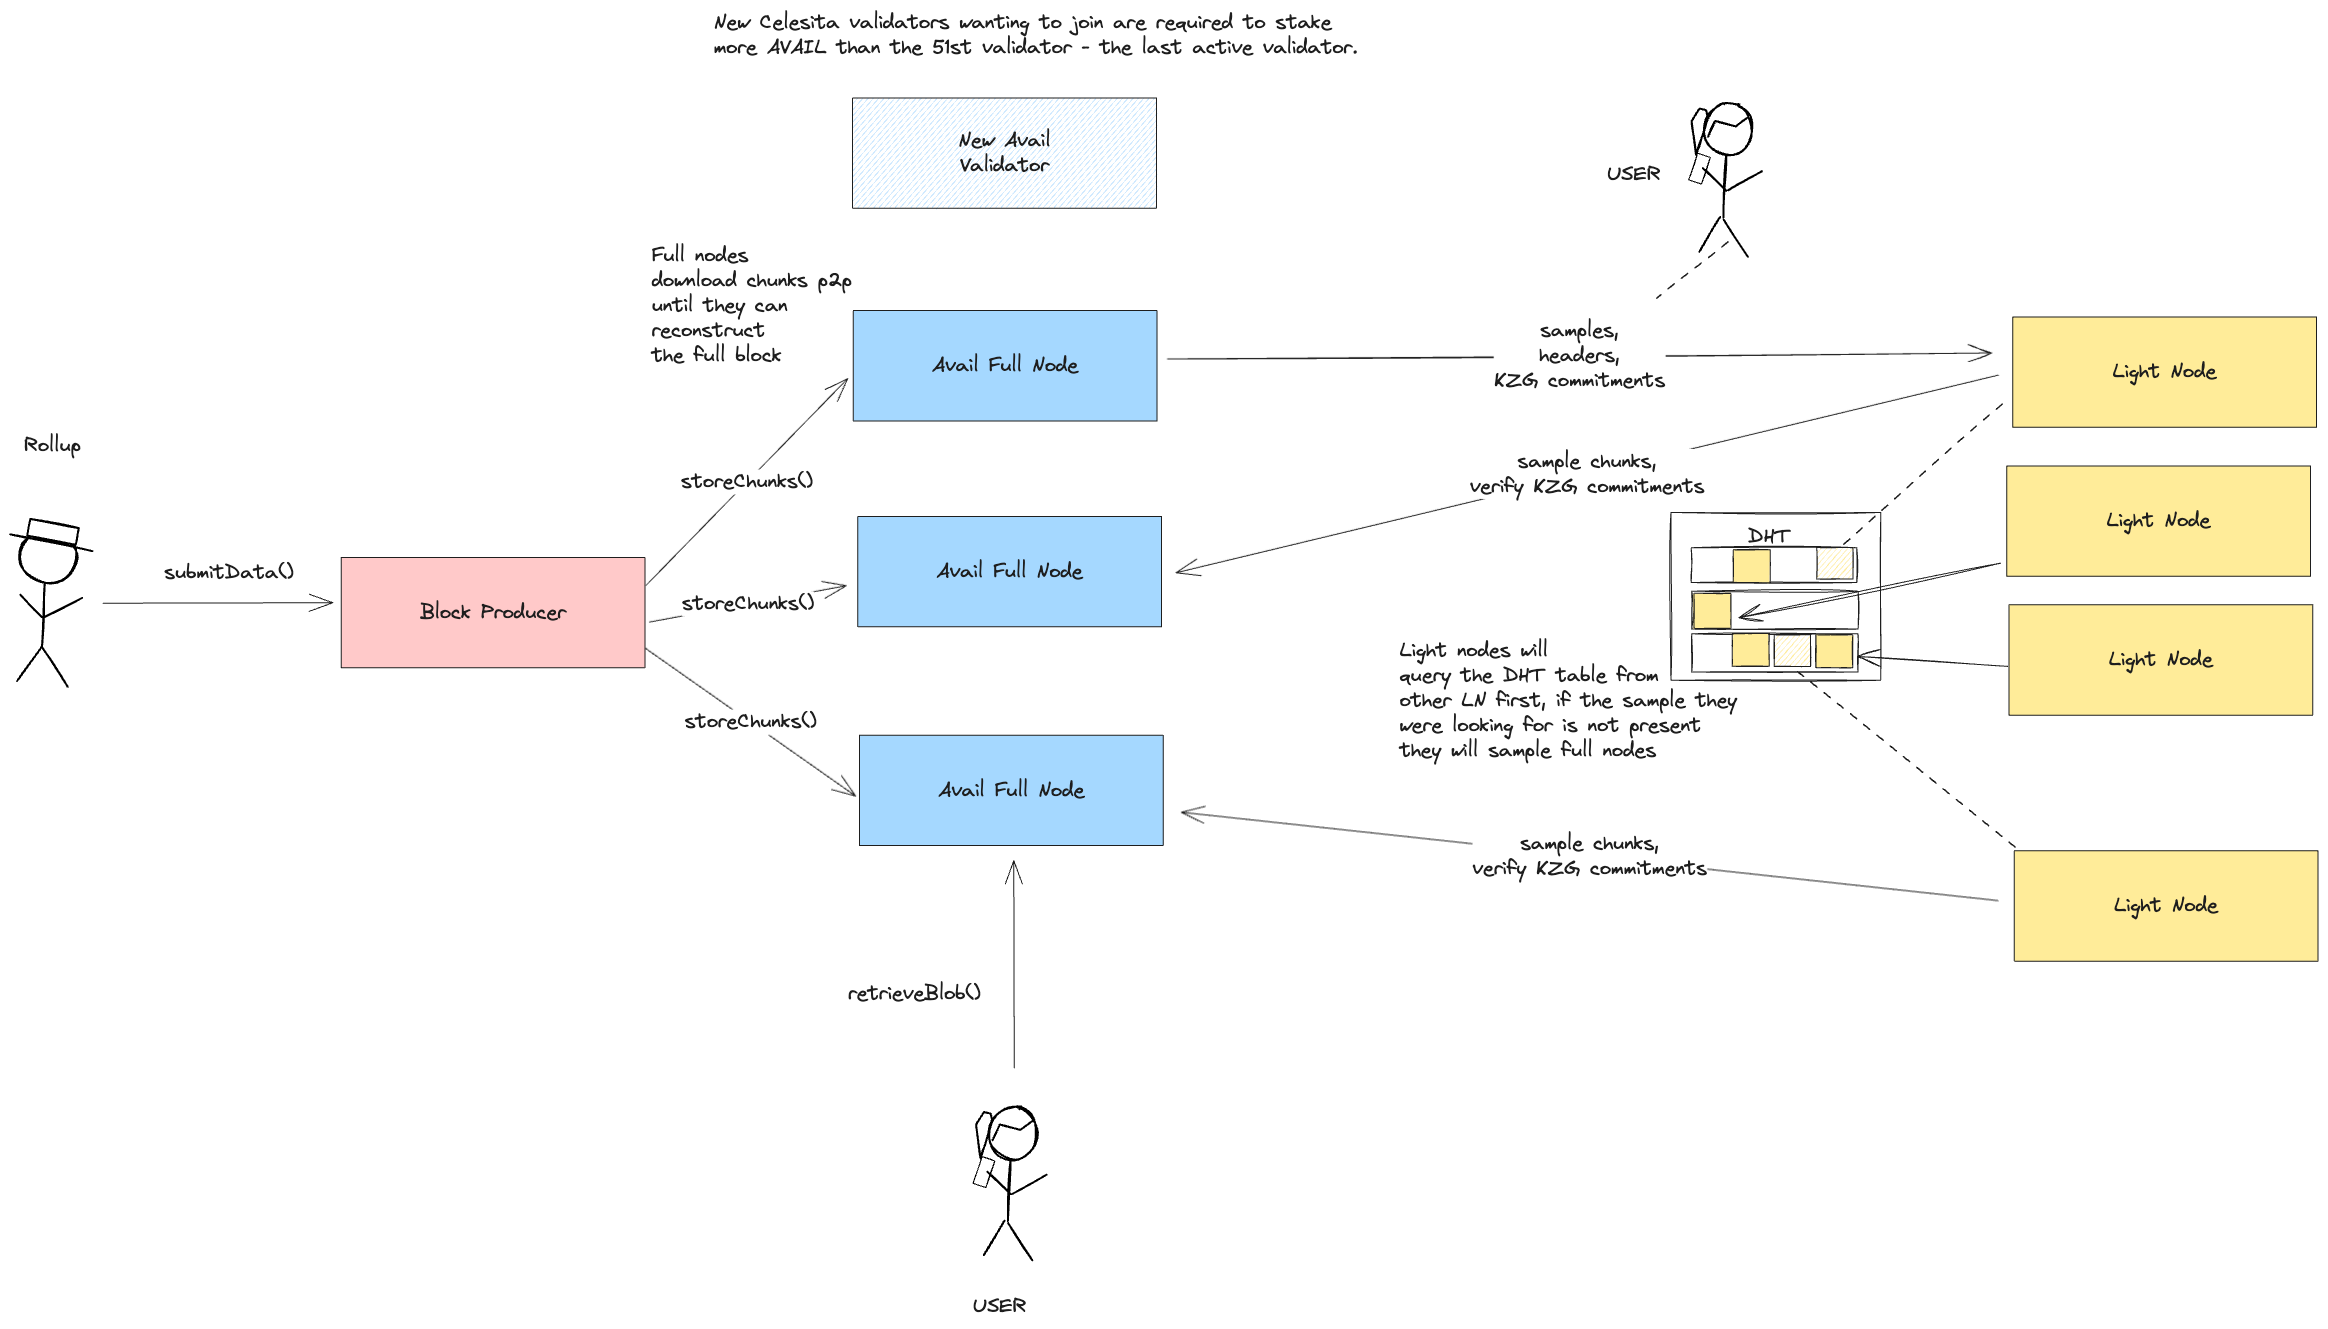 New Celesita validators wanting to join are required to stake
more AVAIL than the 51st validator - the last active validator.
New Avail
Validator
USER
Full nodes
download chunks p2p
until they can
reconstruct
the full block
Avail Full Node
samples,
headers,
KZG commitments
Light Node
Rollup
storeChunks()
sample chunks,
verify KZG commitments
Light Node
DHT
submitData()
Avail Full Node
Block Producer
storeChunks()
Light nodes will
query the DHT table from
other LN first, if the sample they
were looking for is not present
they will sample full nodes
Light Node
storeChunks()
Avail Full Node
sample chunks,
verify KZG commitments
Light Node
retrieveBlob()
USER